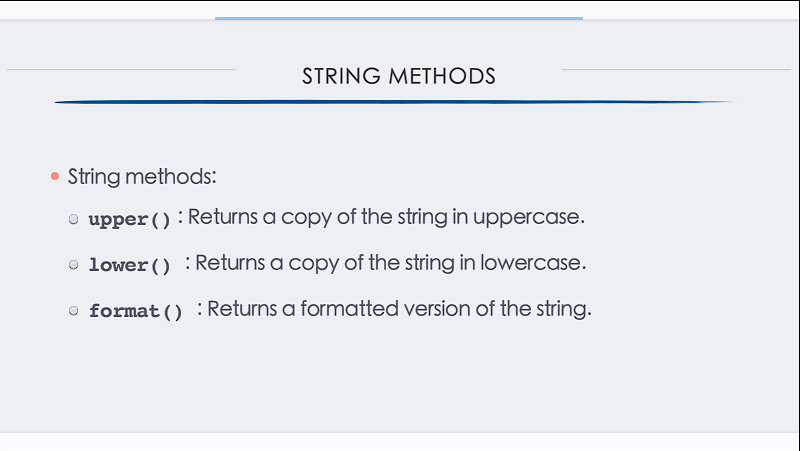 STRING METHODS
String methods:
upper() : Returns a copy of the string in uppercase.
lower() : Returns a copy of the string in lowercase.
format() : Returns a formatted version of the string.